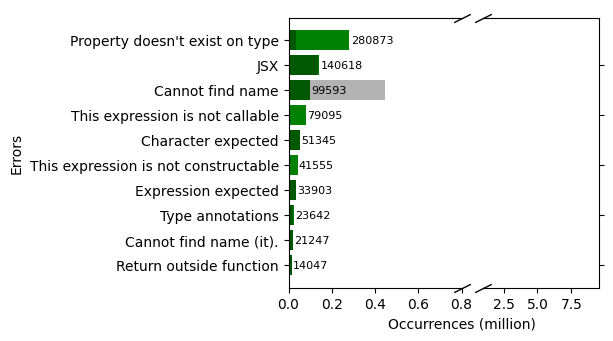 Property doesn't exist on type 280873
JSX 140618
Cannot find name 99593
This expression is not callable 79095
Character expected 51345
This expression is not constructable 41555
Expression expected 33903
Type annotations 23642
Cannot find name (it). 21247
Return outside function 14047
Errors
0.0 0.2 0.4 0.6 0.8 2.5 5.0 7.5
Occurrences (million)